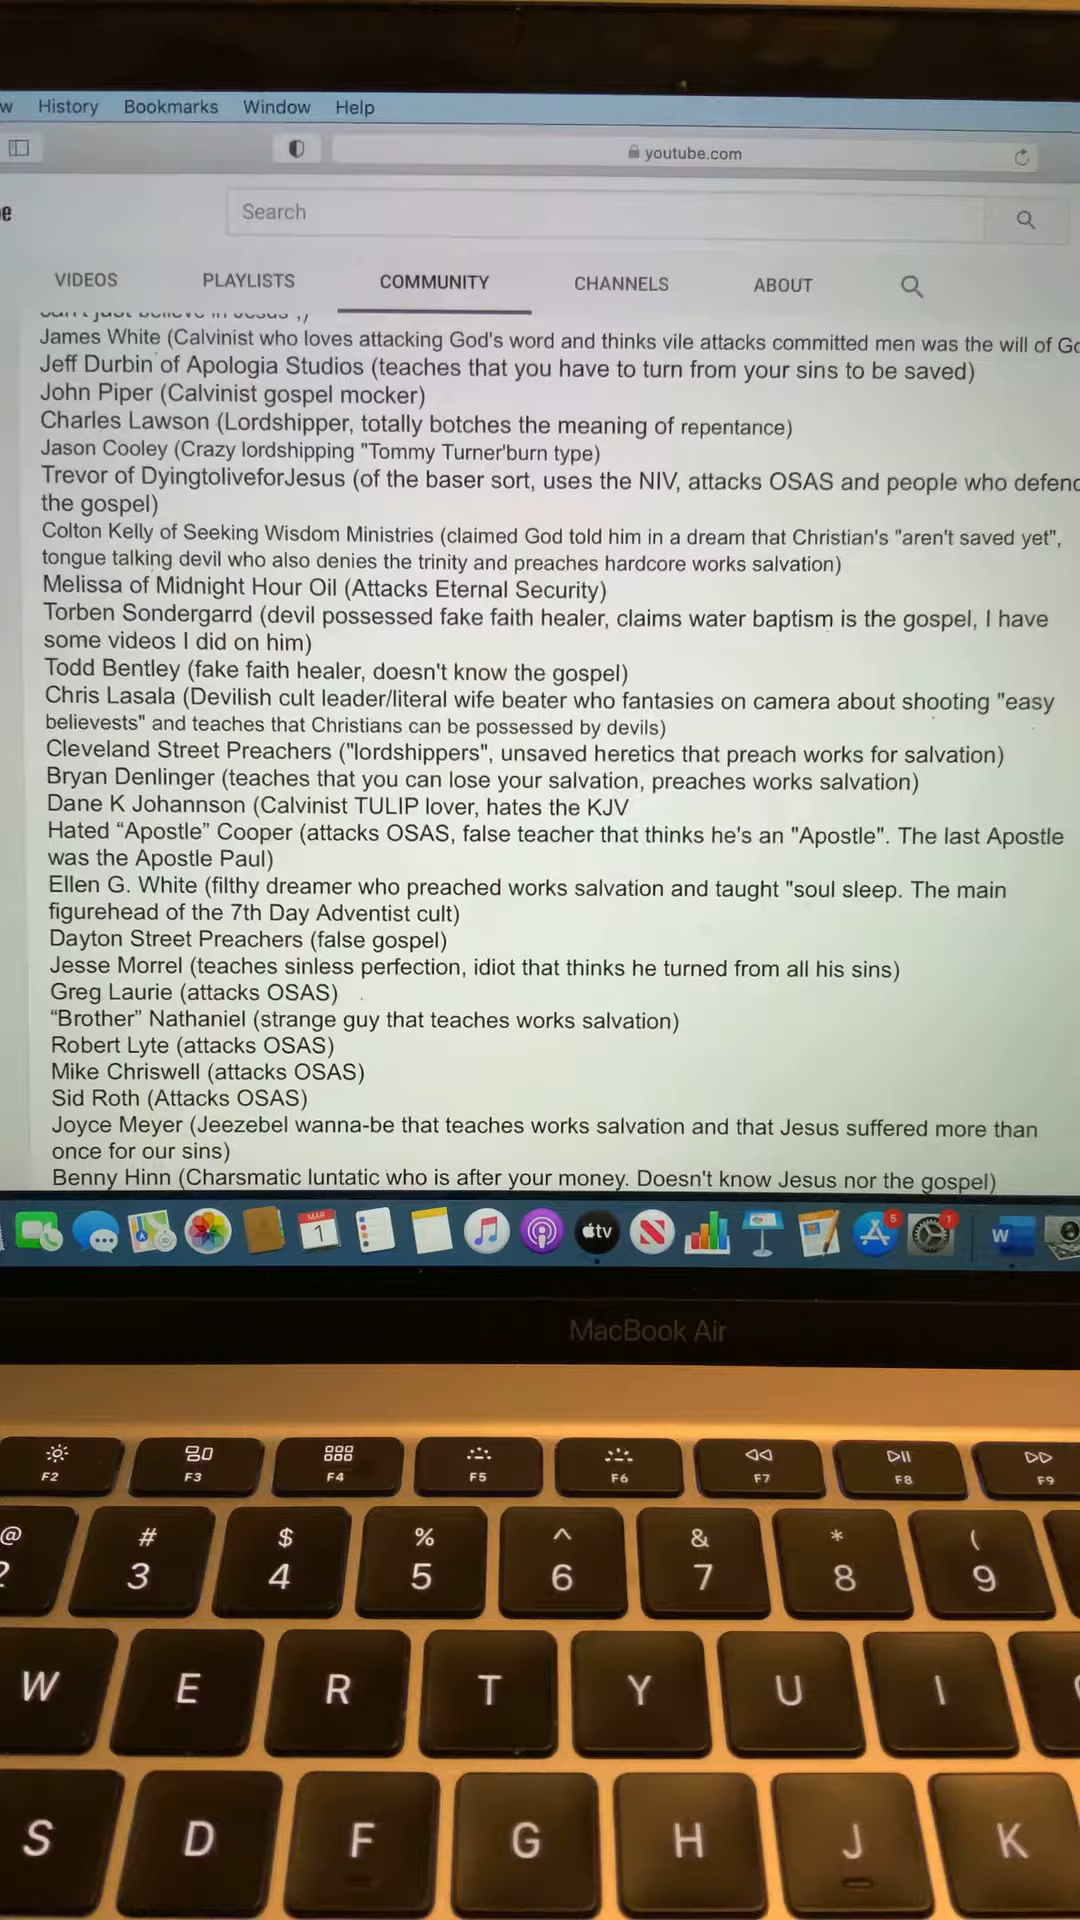 w History Bookmarks Window Help
youtube.com
e Search
VIDEOS PLAYLISTS COMMUNITY CHANNELS ABOUT
can't just believe in Jesus ;)
James White (Calvinist who loves attacking God's word and thinks vile attacks committed men was the will of Go
Jeff Durbin of Apologia Studios (teaches that you have to turn from your sins to be saved)
John Piper (Calvinist gospel mocker)
Charles Lawson (Lordshipper, totally botches the meaning of repentance)
Jason Cooley (Crazy lordshipping "Tommy Turner'burn type)
Trevor of DyingtoliveforJesus (of the baser sort, uses the NIV, attacks OSAS and people who defend
the gospel)
Colton Kelly of Seeking Wisdom Ministries (claimed God told him in a dream that Christian's "aren't saved yet",
tongue talking devil who also denies the trinity and preaches hardcore works salvation)
Melissa of Midnight Hour Oil (Attacks Eternal Security)
Torben Sondergarrd (devil possessed fake faith healer, claims water baptism is the gospel, I have
some videos I did on him)
Todd Bentley (fake faith healer, doesn't know the gospel)
Chris Lasala (Devilish cult leader/literal wife beater who fantasies on camera about shooting "easy
believests" and teaches that Christians can be possessed by devils)
Cleveland Street Preachers ("lordshippers", unsaved heretics that preach works for salvation)
Bryan Denlinger (teaches that you can lose your salvation, preaches works salvation)
Dane K Johannson (Calvinist TULIP lover, hates the KJV
Hated “Apostle” Cooper (attacks OSAS, false teacher that thinks he's an "Apostle". The last Apostle
was the Apostle Paul)
Ellen G. White (filthy dreamer who preached works salvation and taught "soul sleep. The main
figurehead of the 7th Day Adventist cult)
Dayton Street Preachers (false gospel)
Jesse Morrel (teaches sinless perfection, idiot that thinks he turned from all his sins)
Greg Laurie (attacks OSAS)
“Brother” Nathaniel (strange guy that teaches works salvation)
Robert Lyte (attacks OSAS)
Mike Chriswell (attacks OSAS)
Sid Roth (Attacks OSAS)
Joyce Meyer (Jeezebel wanna-be that teaches works salvation and that Jesus suffered more than
once for our sins)
Benny Hinn (Charsmatic luntatic who is after your money. Doesn't know Jesus nor the gospel)
MAR 1 tv 5 1 W
MacBook Air
F2 F3 F4 F5 F6 F7 F8 F9
@ # $ % ^ & * (
2 3 4 5 6 7 8 9
W E R T Y U I
S D F G H J K